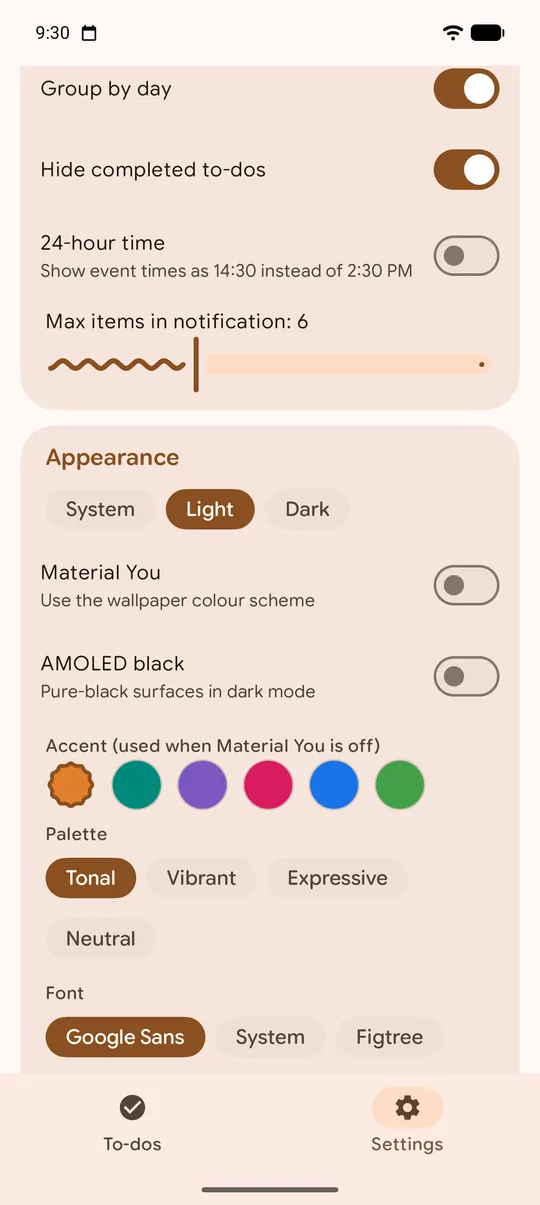 9:30
Group by day
Hide completed to-dos
24-hour time
Show event times as 14:30 instead of 2:30 PM
Max items in notification: 6
Appearance
System Light Dark
Material You
Use the wallpaper colour scheme
AMOLED black
Pure-black surfaces in dark mode
Accent (used when Material You is off)
Palette
Tonal Vibrant Expressive
Neutral
Font
Google Sans System Figtree
To-dos Settings